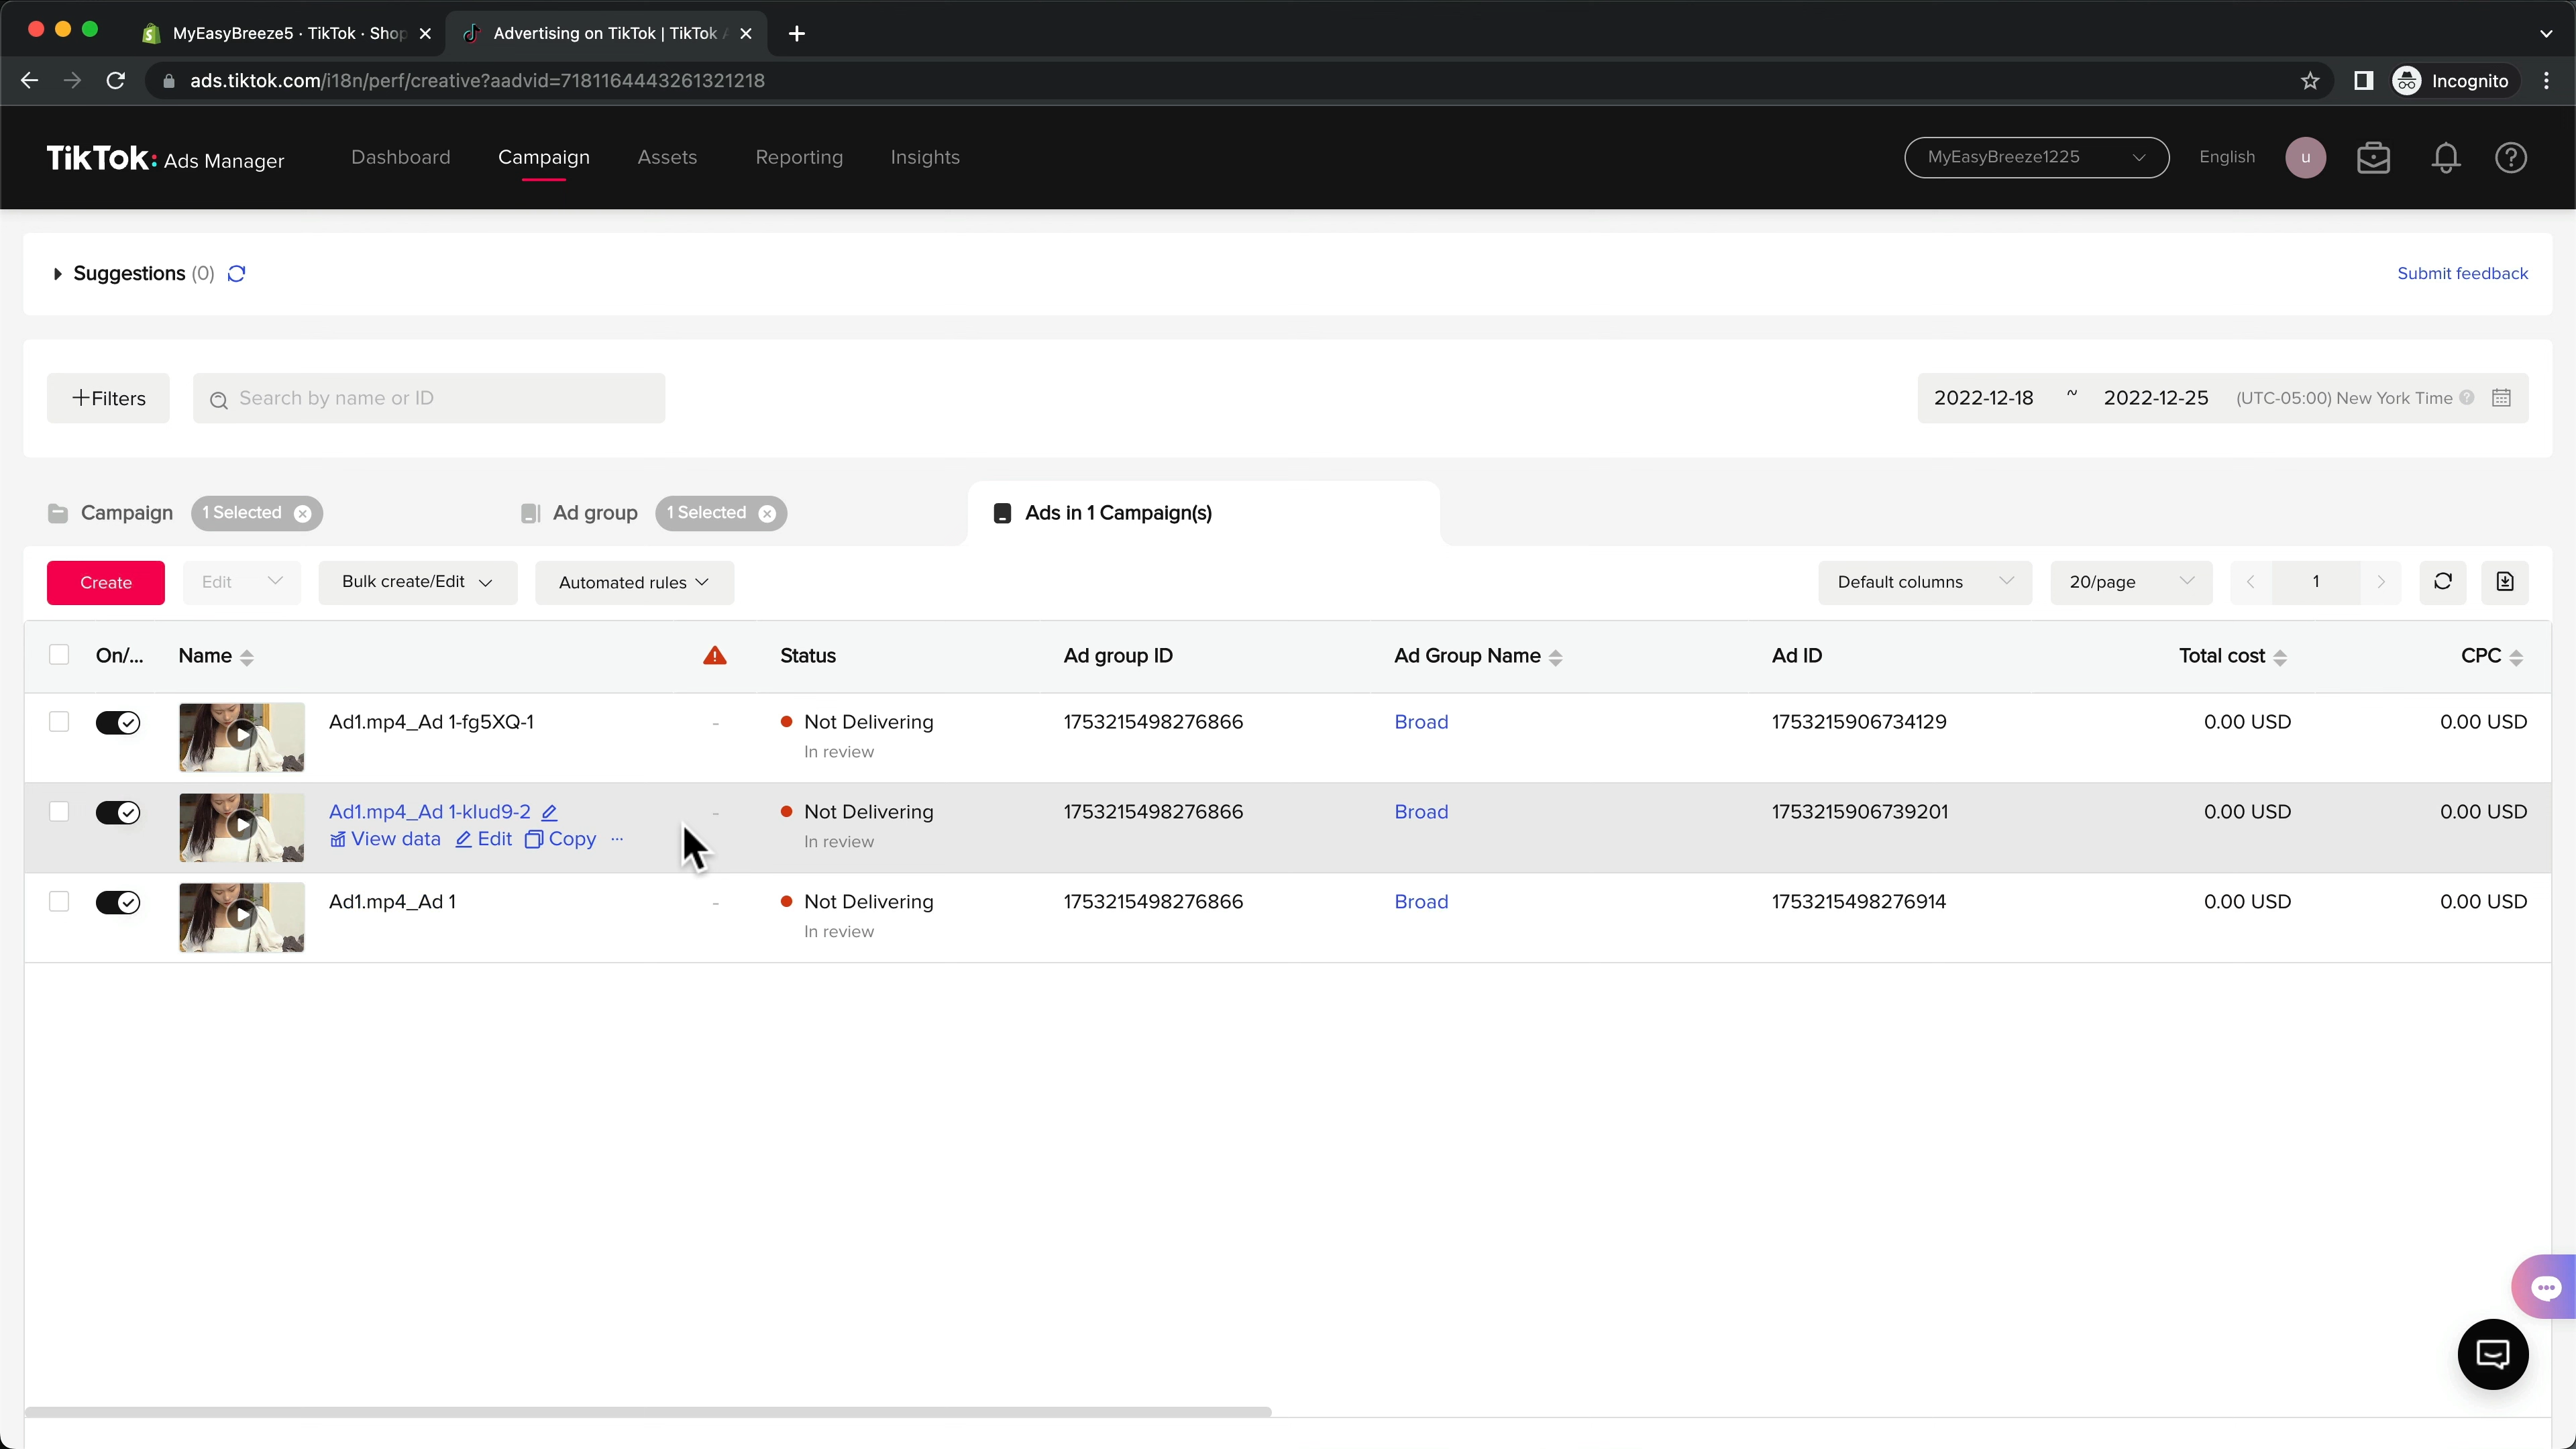 MyEasyBreeze5 · TikTok · Shop
Advertising on TikTok | TikTok A
ads.tiktok.com/i18n/perf/creative?aadvid=7181164443261321218
Incognito
TikTok: Ads Manager
Dashboard
Campaign
Assets
Reporting
Insights
MyEasyBreeze1225
English
u
Suggestions (0)
Submit feedback
+Filters
Search by name or ID
2022-12-18 ~ 2022-12-25 (UTC-05:00) New York Time
Campaign 1 Selected
Ad group 1 Selected
Ads in 1 Campaign(s)
Create
Edit
Bulk create/Edit
Automated rules
Default columns
20/page
1
On/... Name Status Ad group ID Ad Group Name Ad ID Total cost CPC
Ad1.mp4_Ad 1-fg5XQ-1 - Not Delivering 1753215498276866 Broad 1753215906734129 0.00 USD 0.00 USD
In review
Ad1.mp4_Ad 1-klud9-2 - Not Delivering 1753215498276866 Broad 1753215906739201 0.00 USD 0.00 USD
View data Edit Copy ... In review
Ad1.mp4_Ad 1 - Not Delivering 1753215498276866 Broad 1753215498276914 0.00 USD 0.00 USD
In review